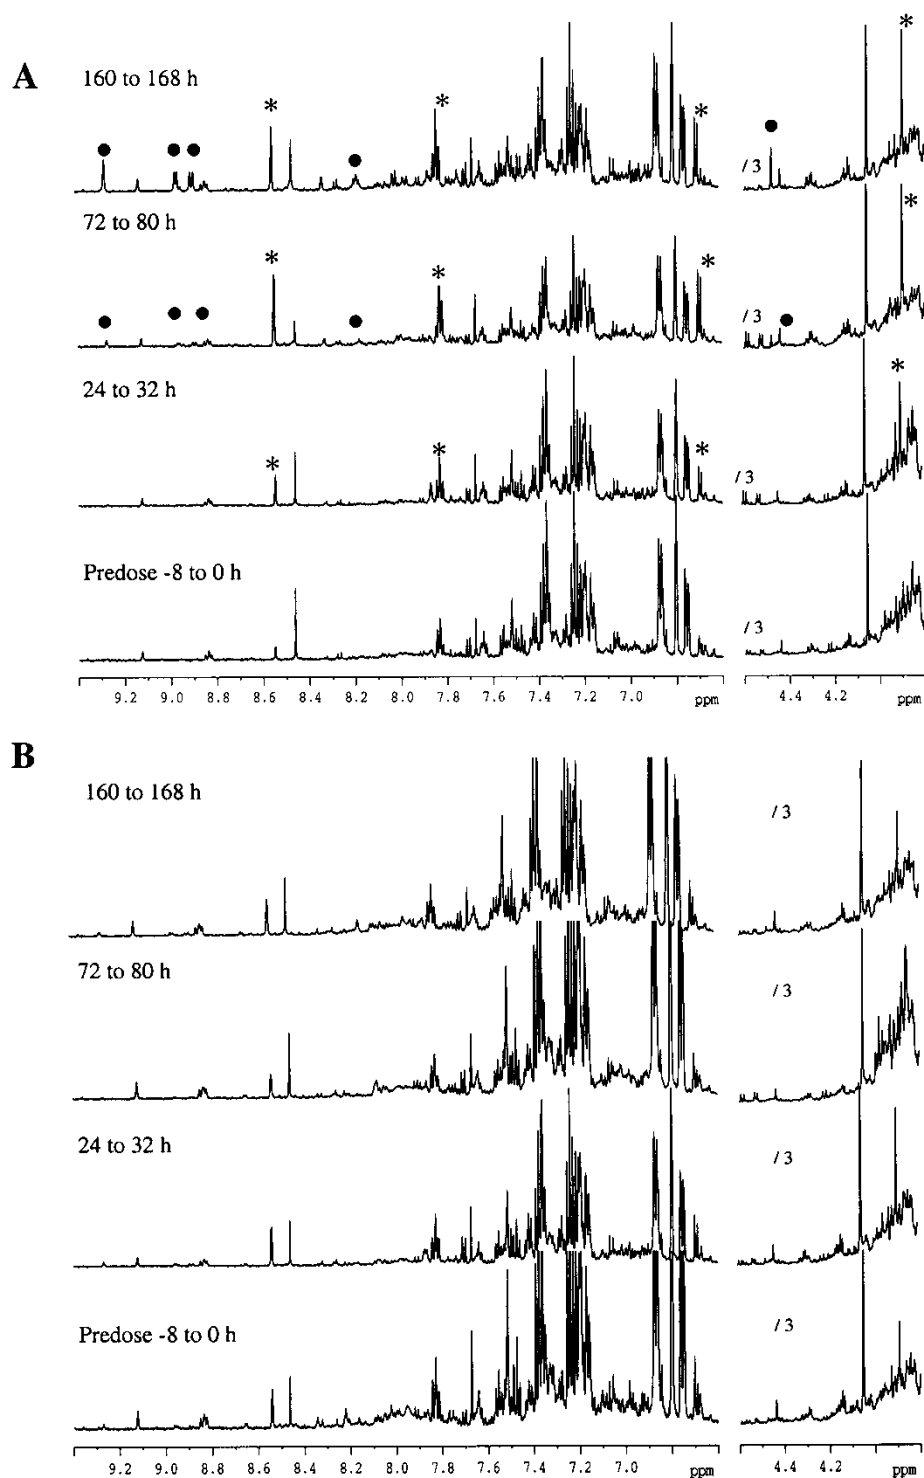 A
160 to 168 h
* * * *
● ● ● ● ●
/ 3
72 to 80 h
* * * *
● ● ● ● ●
/ 3
24 to 32 h
* * * *
/ 3
Predose -8 to 0 h
/ 3
9.2 9.0 8.8 8.6 8.4 8.2 8.0 7.8 7.6 7.4 7.2 7.0 ppm 4.4 4.2 ppm
B
160 to 168 h
/ 3
72 to 80 h
/ 3
24 to 32 h
/ 3
Predose -8 to 0 h
/ 3
9.2 9.0 8.8 8.6 8.4 8.2 8.0 7.8 7.6 7.4 7.2 7.0 ppm 4.4 4.2 ppm